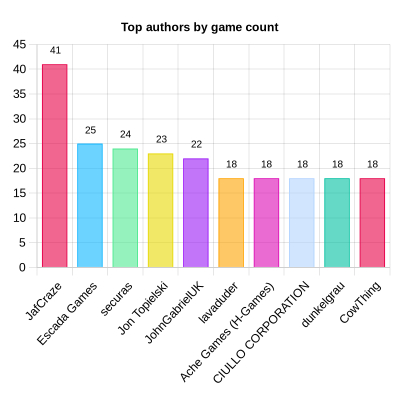 Top authors by game count
45
40
35
30
25
20
15
10
5
0
41
25
24
23
22
18
18
18
18
18
JafCraze
Escada Games
securas
Jon Topielski
JohnGabrielUK
lavaduder
Ache Games (H-Games)
CIULLO CORPORATION
dunkelgrau
CowThing